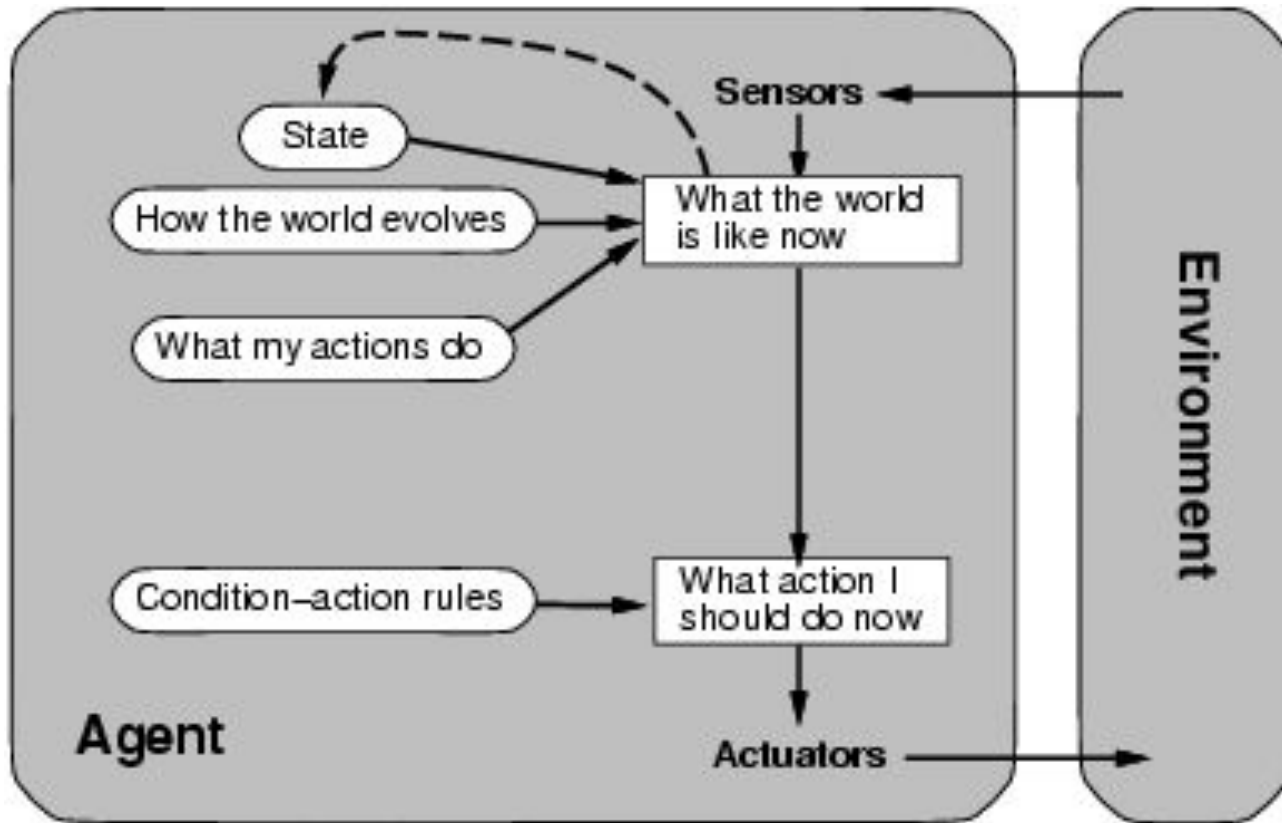 Sensors
State
What the world
is like now
How the world evolves
What my actions do
Environment
Condition–action rules
What action I
should do now
Agent
Actuators